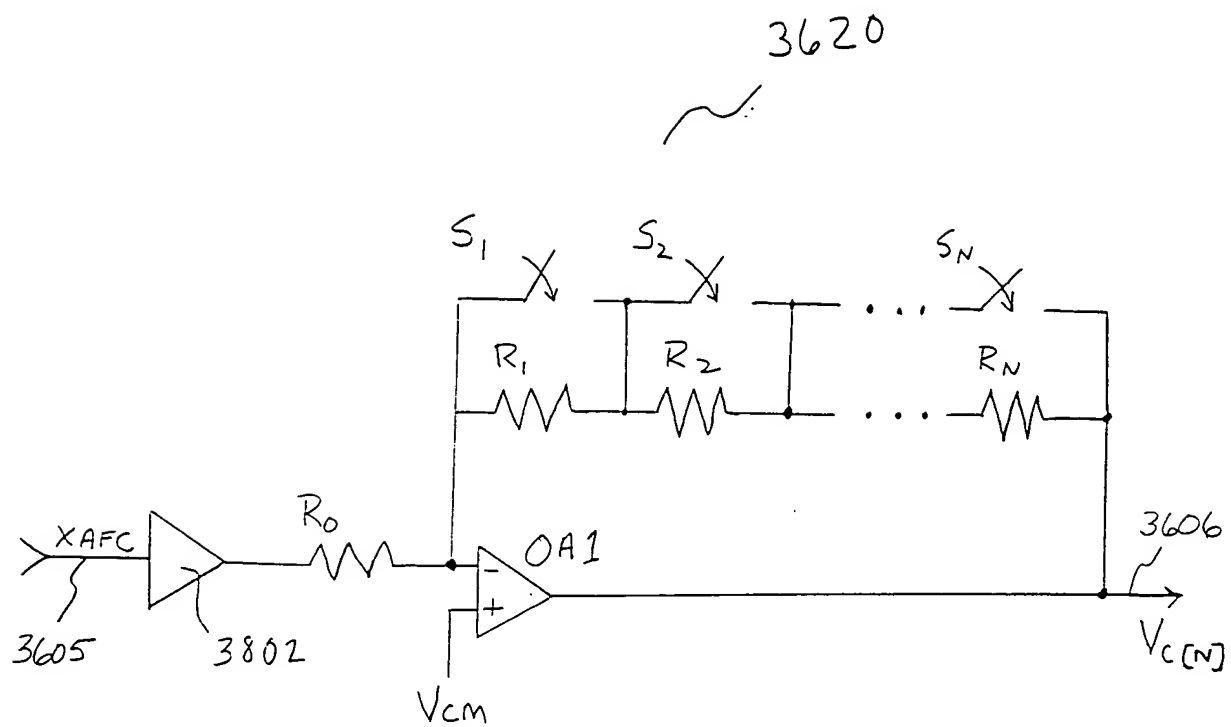 3620
S1 S2 SN
R1 R2 ... RN
XAFC R0 OA1 3606
-
+
3605 3802 VC[N]
VCM